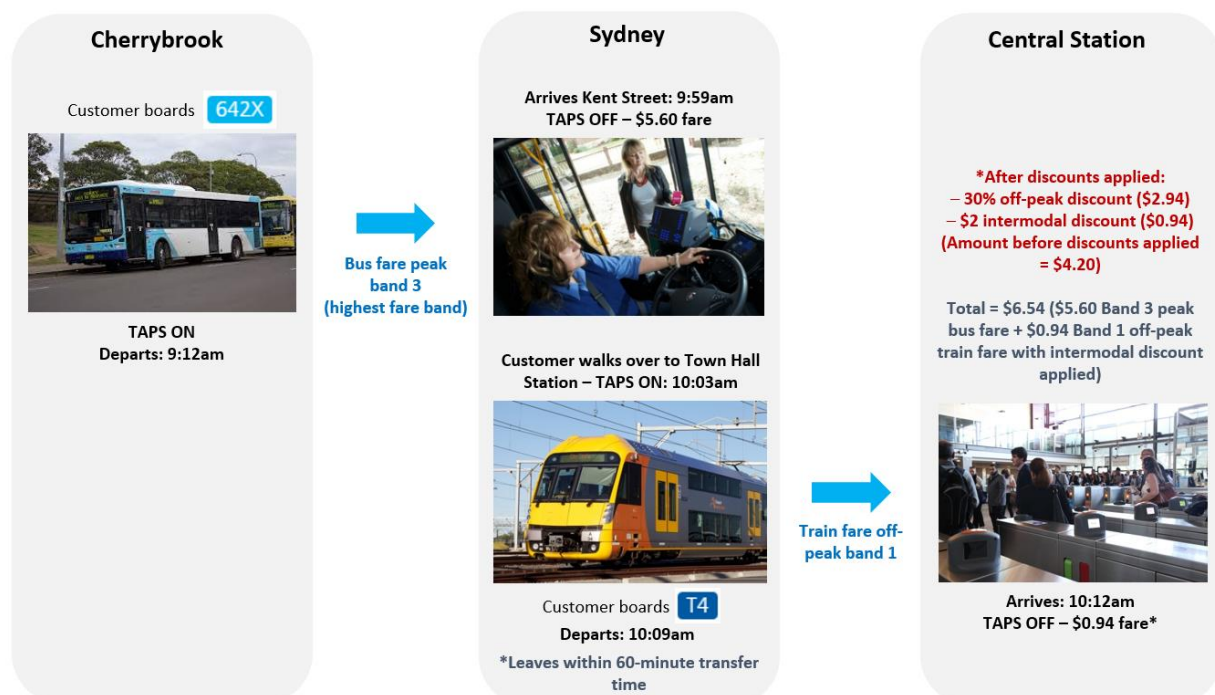 Cherrybrook
Customer boards 642X
TAPS ON
Departs: 9:12am
Bus fare peak
band 3
(highest fare band)
Sydney
Arrives Kent Street: 9:59am
TAPS OFF – $5.60 fare
Customer walks over to Town Hall
Station – TAPS ON: 10:03am
Customer boards T4
Departs: 10:09am
*Leaves within 60-minute transfer
time
Train fare off-
peak band 1
Central Station
*After discounts applied:
– 30% off-peak discount ($2.94)
– $2 intermodal discount ($0.94)
(Amount before discounts applied
= $4.20)
Total = $6.54 ($5.60 Band 3 peak
bus fare + $0.94 Band 1 off-peak
train fare with intermodal discount
applied)
Arrives: 10:12am
TAPS OFF – $0.94 fare*